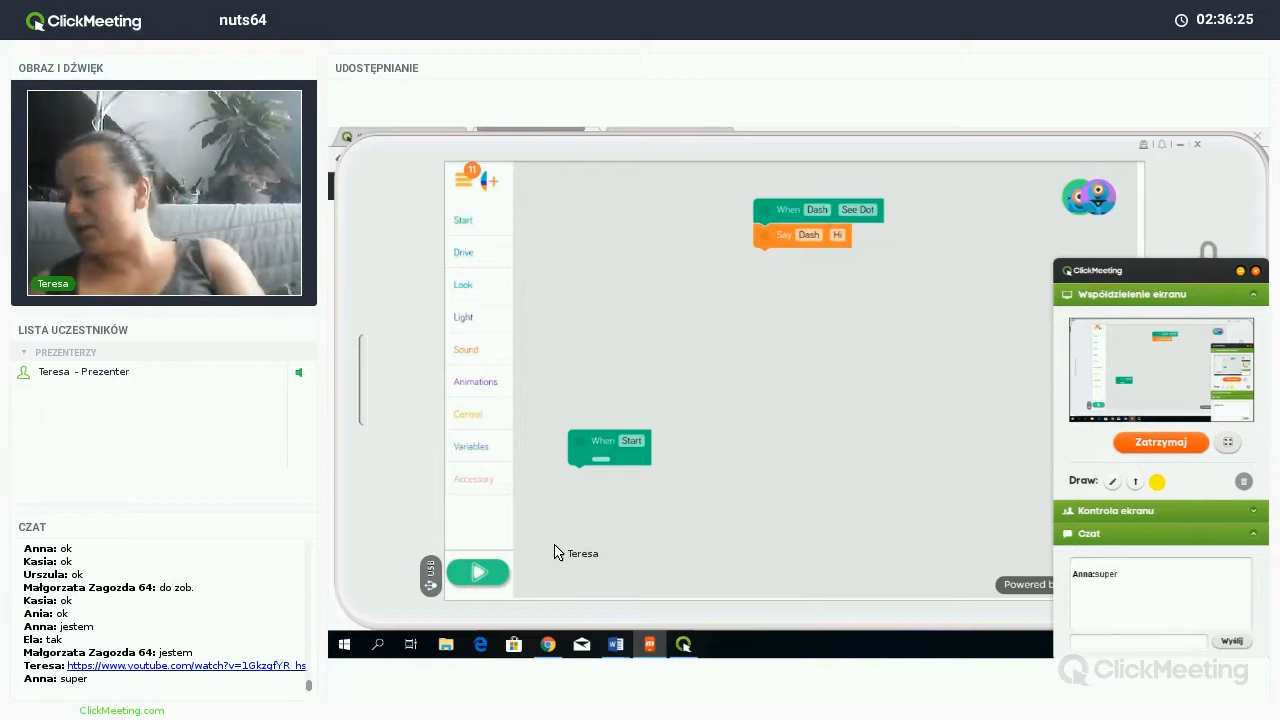 ClickMeeting
nuts64
02:36:25
OBRAZ I DŹWIĘK
Teresa
LISTA UCZESTNIKÓW
PREZENTERZY
Teresa - Prezenter
CZAT
Anna: ok
Kasia: ok
Urszula: ok
Małgorzata Zagozda 64: do zob.
Kasia: ok
Ania: ok
Anna: jestem
Ela: tak
Małgorzata Zagozda 64: jestem
Teresa: https://www.youtube.com/watch?v=1GkzgfYR_hs
Anna: super
ClickMeeting.com
UDOSTĘPNIANIE
11
Start
Drive
Look
Light
Sound
Animations
Control
Variables
Accessory
When Dash See Dot
Say Dash Hi
When Start
Teresa
USB
Powered b
ClickMeeting
Współdzielenie ekranu
Zatrzymaj
Draw:
Kontrola ekranu
Czat
Anna:super
Wyślij
ClickMeeting